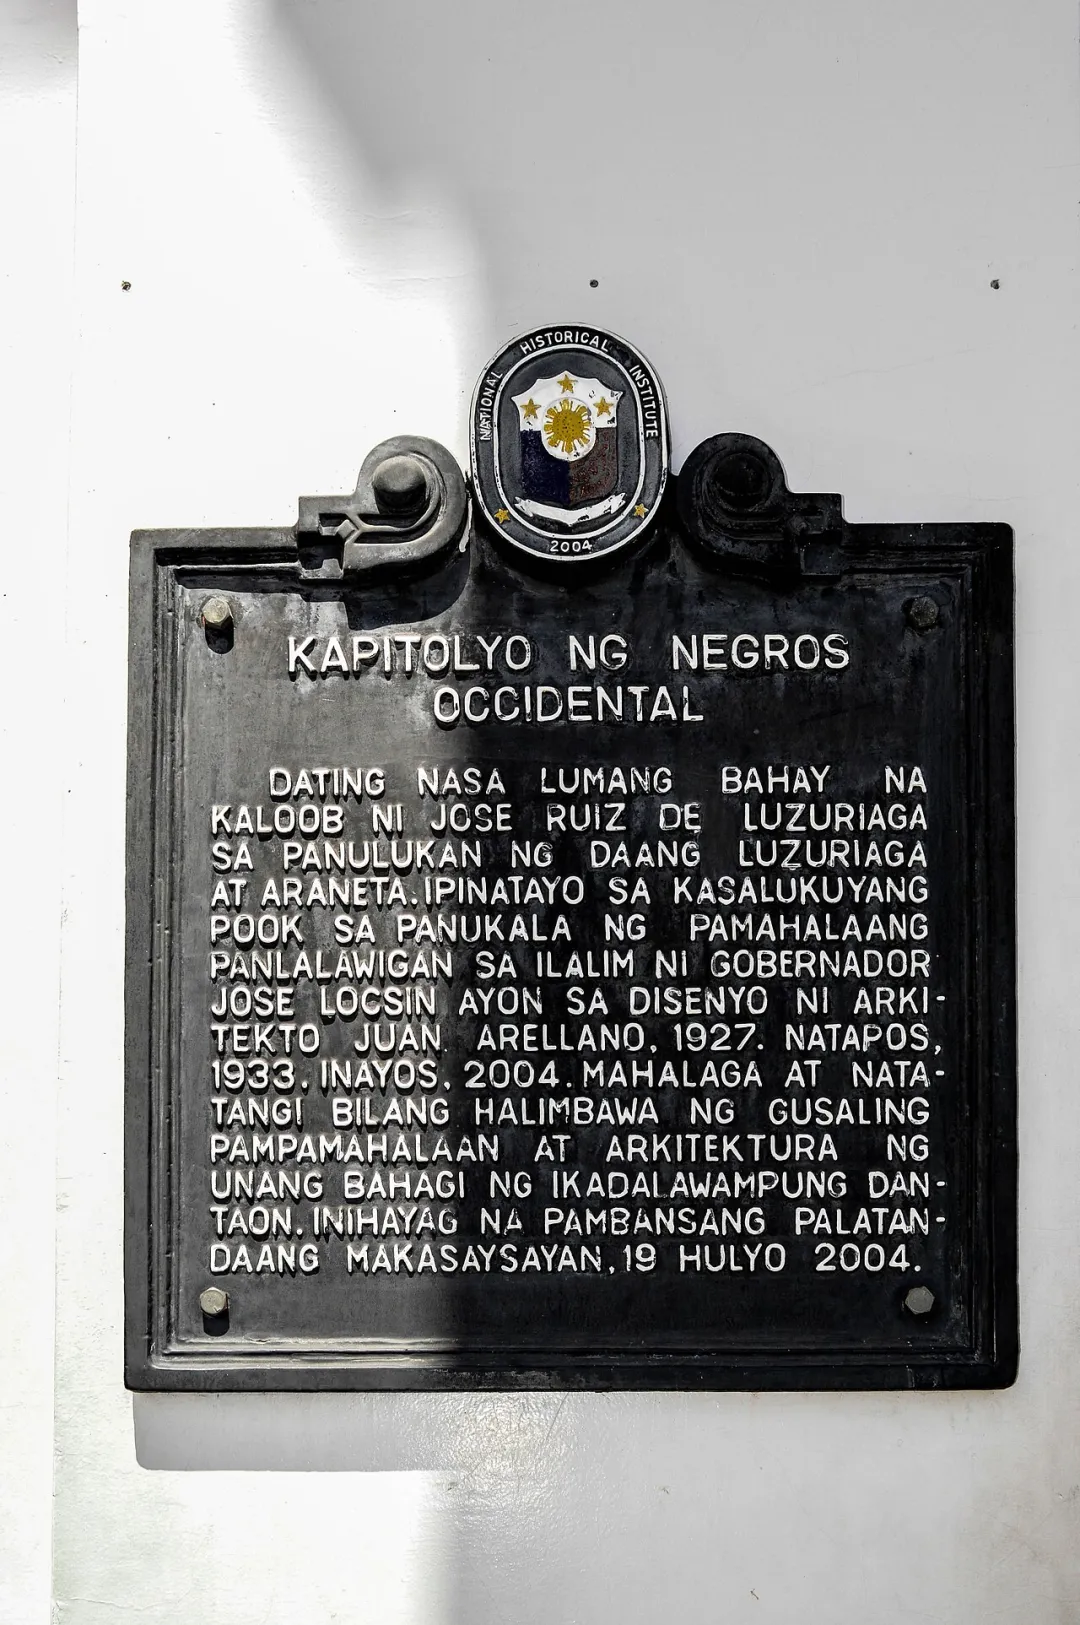 NATIONAL HISTORICAL INSTITUTE
2004
KAPITOLYO NG NEGROS
OCCIDENTAL
DATING NASA LUMANG BAHAY NA
KALOOB NI JOSE RUIZ DE LUZURIAGA
SA PANULUKAN NG DAANG LUZURIAGA
AT ARANETA. IPINATAYO SA KASALUKUYANG
POOK SA PANUKALA NG PAMAHALAANG
PANLALAWIGAN SA ILALIM NI GOBERNADOR
JOSE LOCSIN AYON SA DISENYO NI ARKI-
TEKTO JUAN ARELLANO, 1927. NATAPOS,
1933. INAYOS, 2004. MAHALAGA AT NATA-
TANGI BILANG HALIMBAWA NG GUSALING
PAMPAMAHALAAN AT ARKITEKTURA NG
UNANG BAHAGI NG IKADALAWAMPUNG DAN-
TAON. INIHAYAG NA PAMBANSANG PALATAN-
DAANG MAKASAYSAYAN, 19 HULYO 2004.